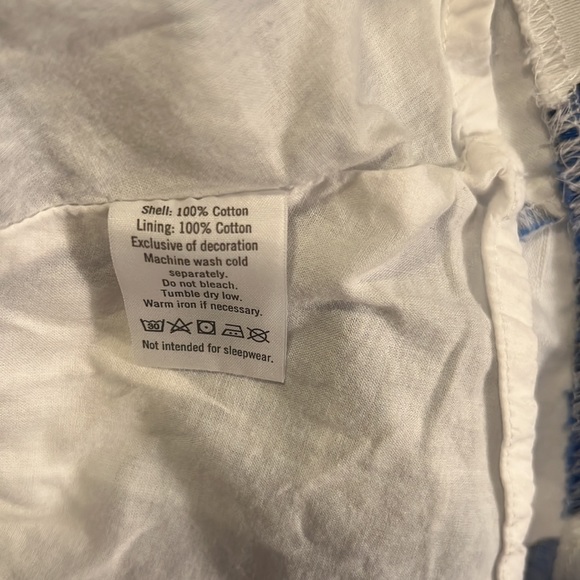 Shell: 100% Cotton
Lining: 100% Cotton
Exclusive of decoration
Machine wash cold
separately.
Do not bleach.
Tumble dry low.
Warm iron if necessary.
30
Not intended for sleepwear.